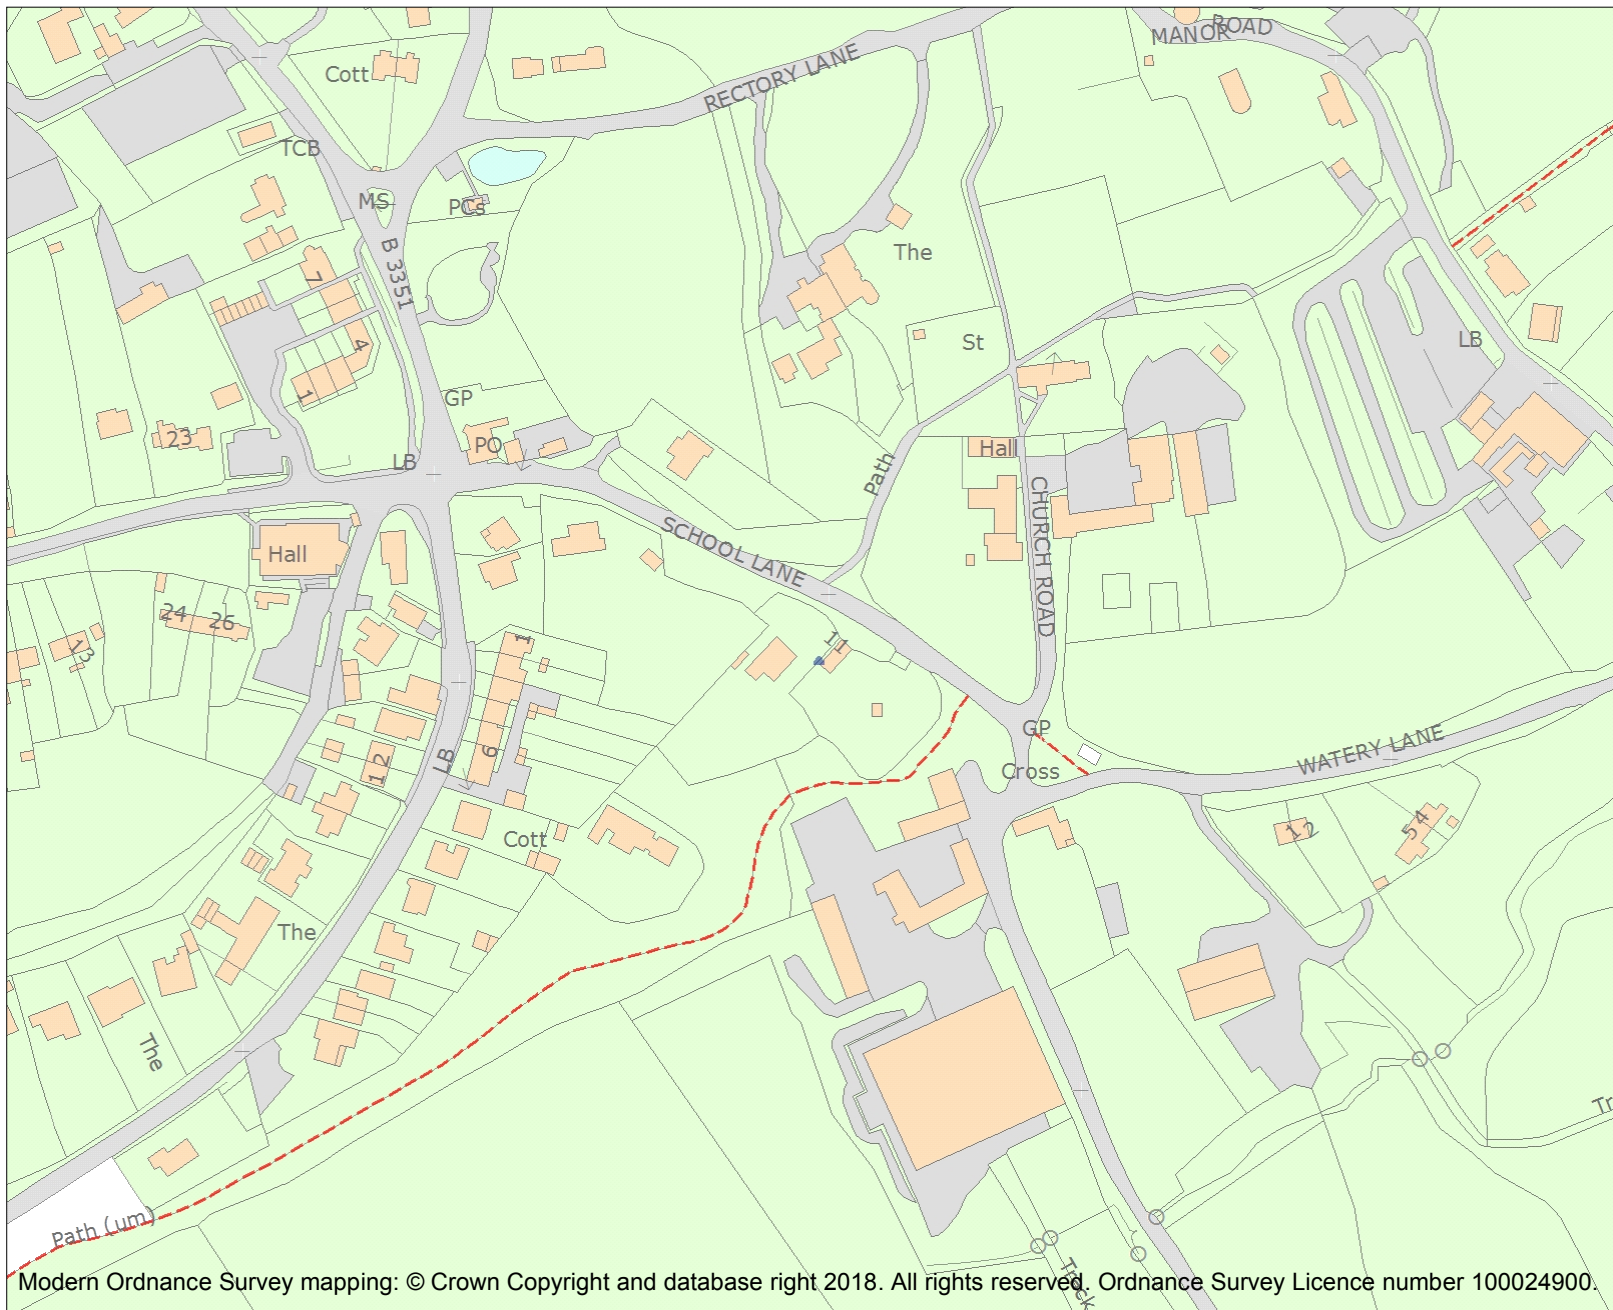 MANOR ROAD
RECTORY LANE
Cott
TCB
MS
PCs
B 3351
The
7
4
1
St
LB
GP
23
PO
LB
Hall
Path
CHURCH ROAD
SCHOOL LANE
Hall
24
26
13
1
11
GP
WATERY LANE
Cross
LB
6
12
Cott
1 2
5 4
The
The
Tr
Path (um)
Track
Modern Ordnance Survey mapping: © Crown Copyright and database right 2018. All rights reserved. Ordnance Survey Licence number 100024900.